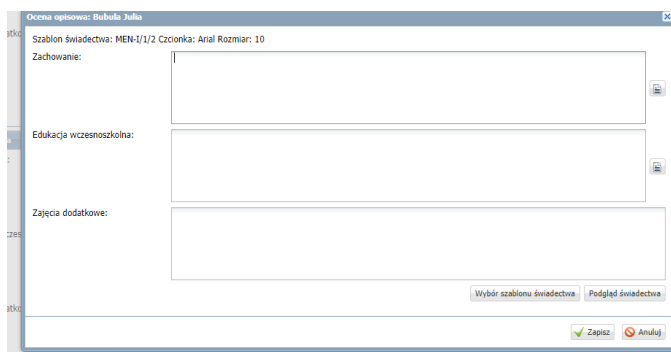 Ocena opisowa: Bubula Julia
Szablon świadectwa: MEN-I/1/2 Czcionka: Arial Rozmiar: 10
Zachowanie:
Edukacja wczesnoszkolna:
Zajęcia dodatkowe:
Wybór szablonu świadectwa Podgląd świadectwa
Zapisz Anuluj